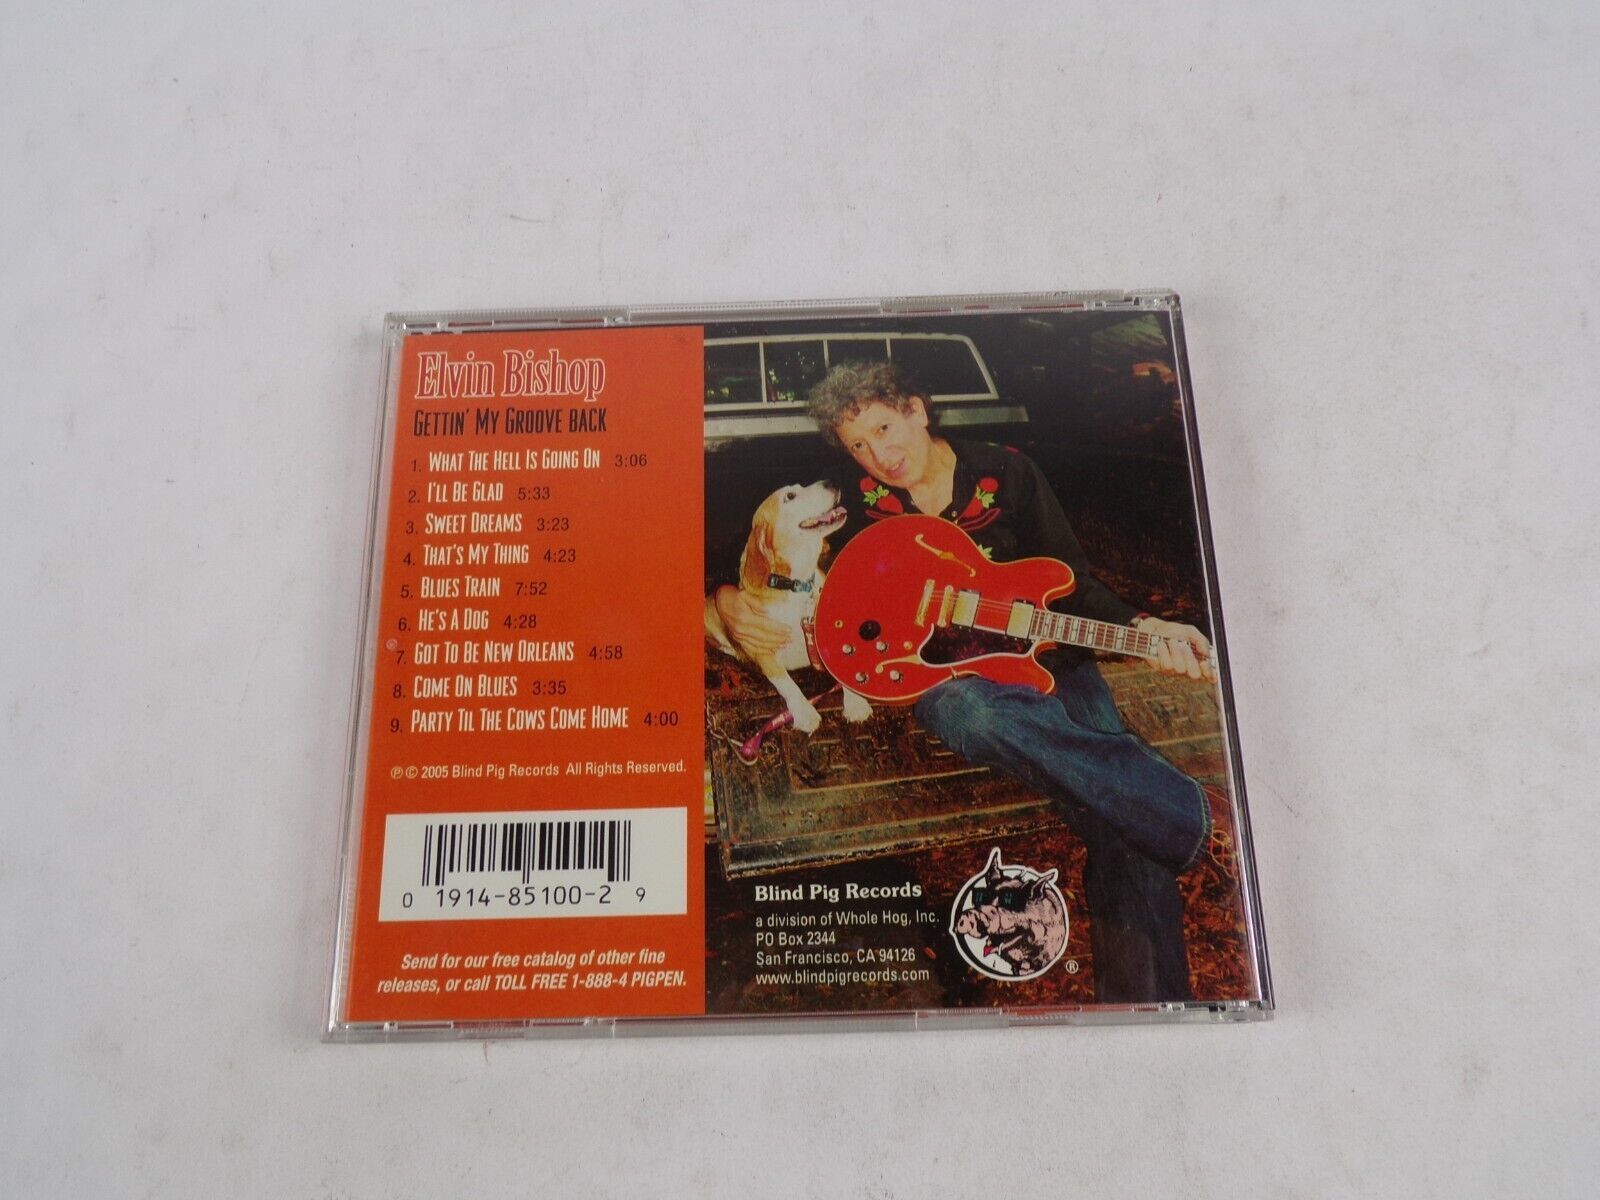 Elvin Bishop
GETTIN' MY GROOVE BACK
1. WHAT THE HELL IS GOING ON 3:06
2. I'LL BE GLAD 5:33
3. SWEET DREAMS 3:23
4. THAT'S MY THING 4:23
5. BLUES TRAIN 7:52
6. HE'S A DOG 4:28
7. GOT TO BE NEW ORLEANS 4:58
8. COME ON BLUES 3:35
9. PARTY TIL THE COWS COME HOME 4:00
℗ © 2005 Blind Pig Records All Rights Reserved.
0 1914-85100-2 9
Send for our free catalog of other fine
releases, or call TOLL FREE 1-888-4 PIGPEN.
Blind Pig Records
a division of Whole Hog, Inc.
PO Box 2344
San Francisco, CA 94126
www.blindpigrecords.com
®